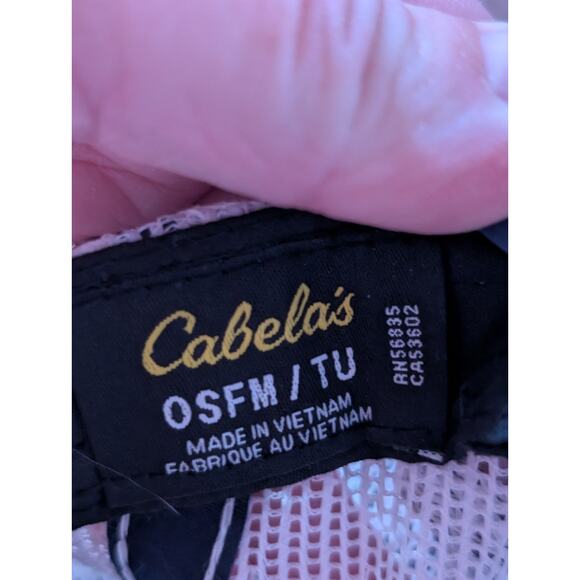 Cabela's
OSFM / TU
MADE IN VIETNAM
FABRIQUE AU VIETNAM
RN56835
CA53602